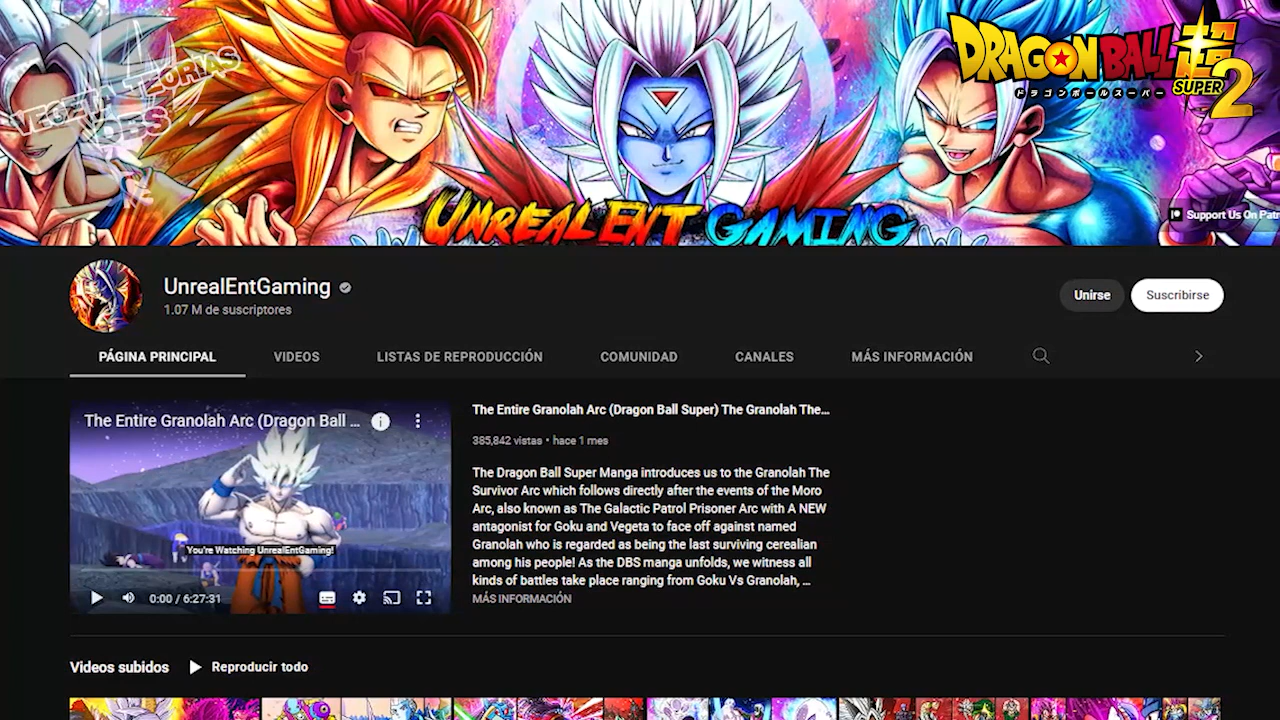 VEGETA TEORIAS
DBS
DRAGON BALL 超
ドラゴンボールスーパー
SUPER 2
UNREALENT GAMING
Support Us On Patr
UnrealEntGaming
1.07 M de suscriptores
Unirse
Suscribirse
PÁGINA PRINCIPAL
VIDEOS
LISTAS DE REPRODUCCIÓN
COMUNIDAD
CANALES
MÁS INFORMACIÓN
The Entire Granolah Arc (Dragon Ball ...
You're Watching UnrealEntGaming!
0:00 / 6:27:31
The Entire Granolah Arc (Dragon Ball Super) The Granolah The...
385,842 vistas • hace 1 mes
The Dragon Ball Super Manga introduces us to the Granolah The
Survivor Arc which follows directly after the events of the Moro
Arc, also known as The Galactic Patrol Prisoner Arc with A NEW
antagonist for Goku and Vegeta to face off against named
Granolah who is regarded as being the last surviving cerealian
among his people! As the DBS manga unfolds, we witness all
kinds of battles take place ranging from Goku Vs Granolah, ...
MÁS INFORMACIÓN
Videos subidos
Reproducir todo